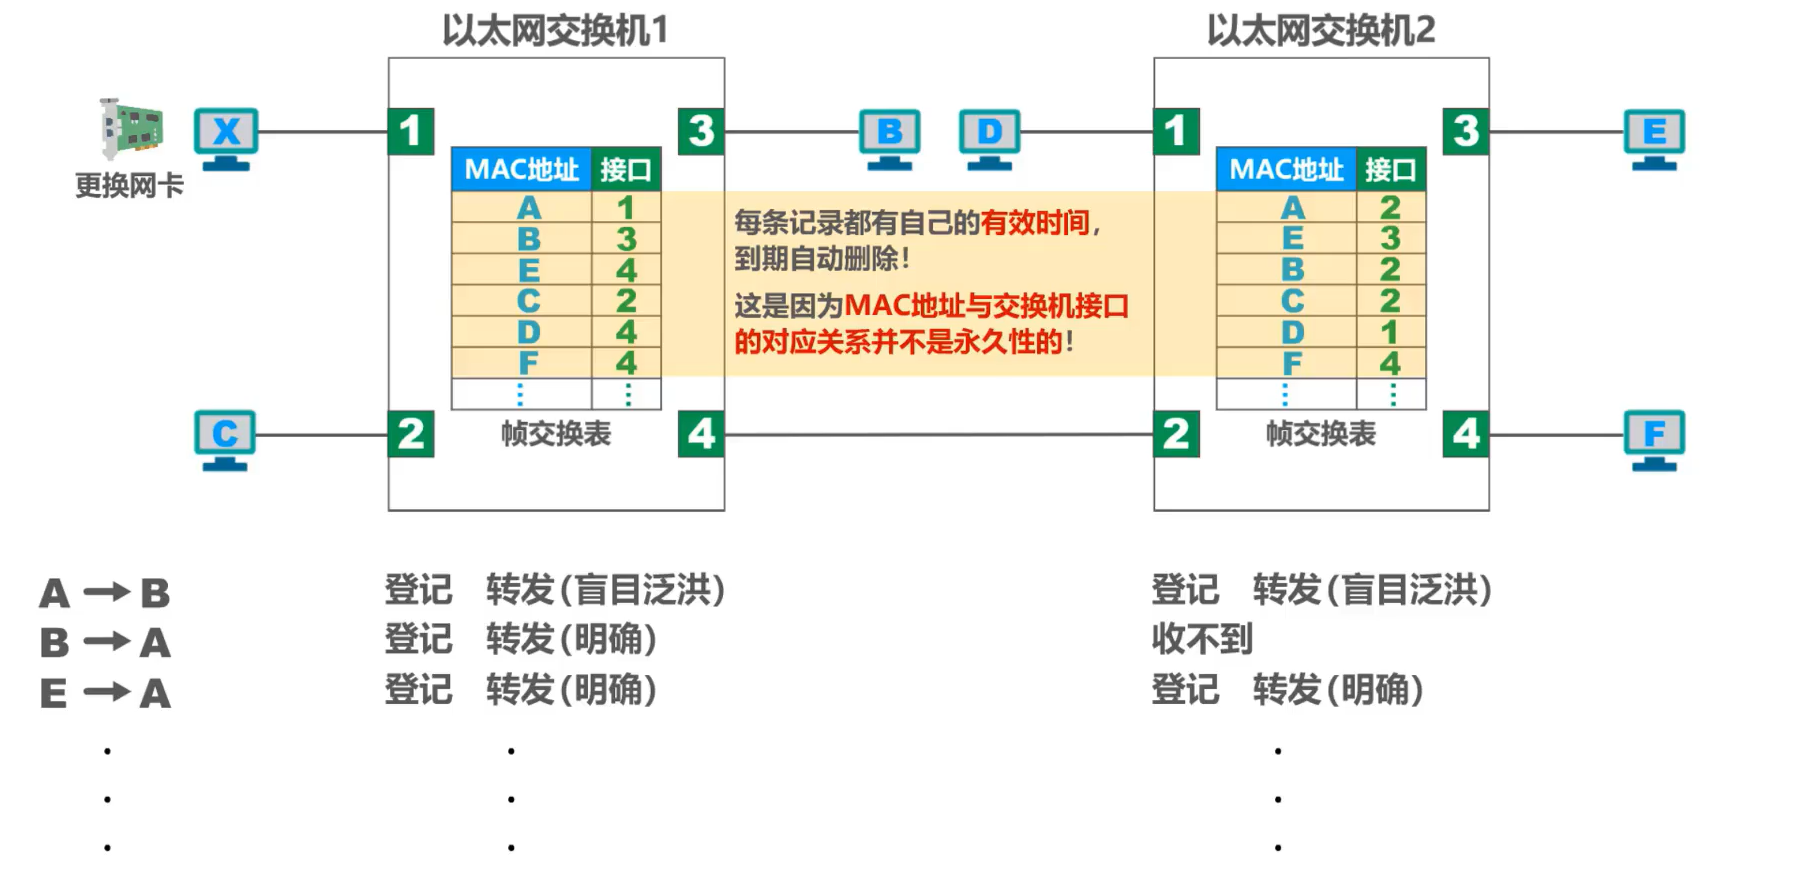 以太网交换机1
以太网交换机2
更换网卡
X
1
3
B
D
1
3
E
MAC地址 接口
A 1
B 3
E 4
C 2
D 4
F 4
⋮ ⋮
帧交换表
每条记录都有自己的有效时间，
到期自动删除！
这是因为MAC地址与交换机接口
的对应关系并不是永久性的！
MAC地址 接口
A 2
E 3
B 2
C 2
D 1
F 4
⋮ ⋮
帧交换表
C
2
4
2
4
F
A → B 登记 转发(盲目泛洪) 登记 转发(盲目泛洪)
B → A 登记 转发(明确) 收不到
E → A 登记 转发(明确) 登记 转发(明确)
. . .
. . .
. . .